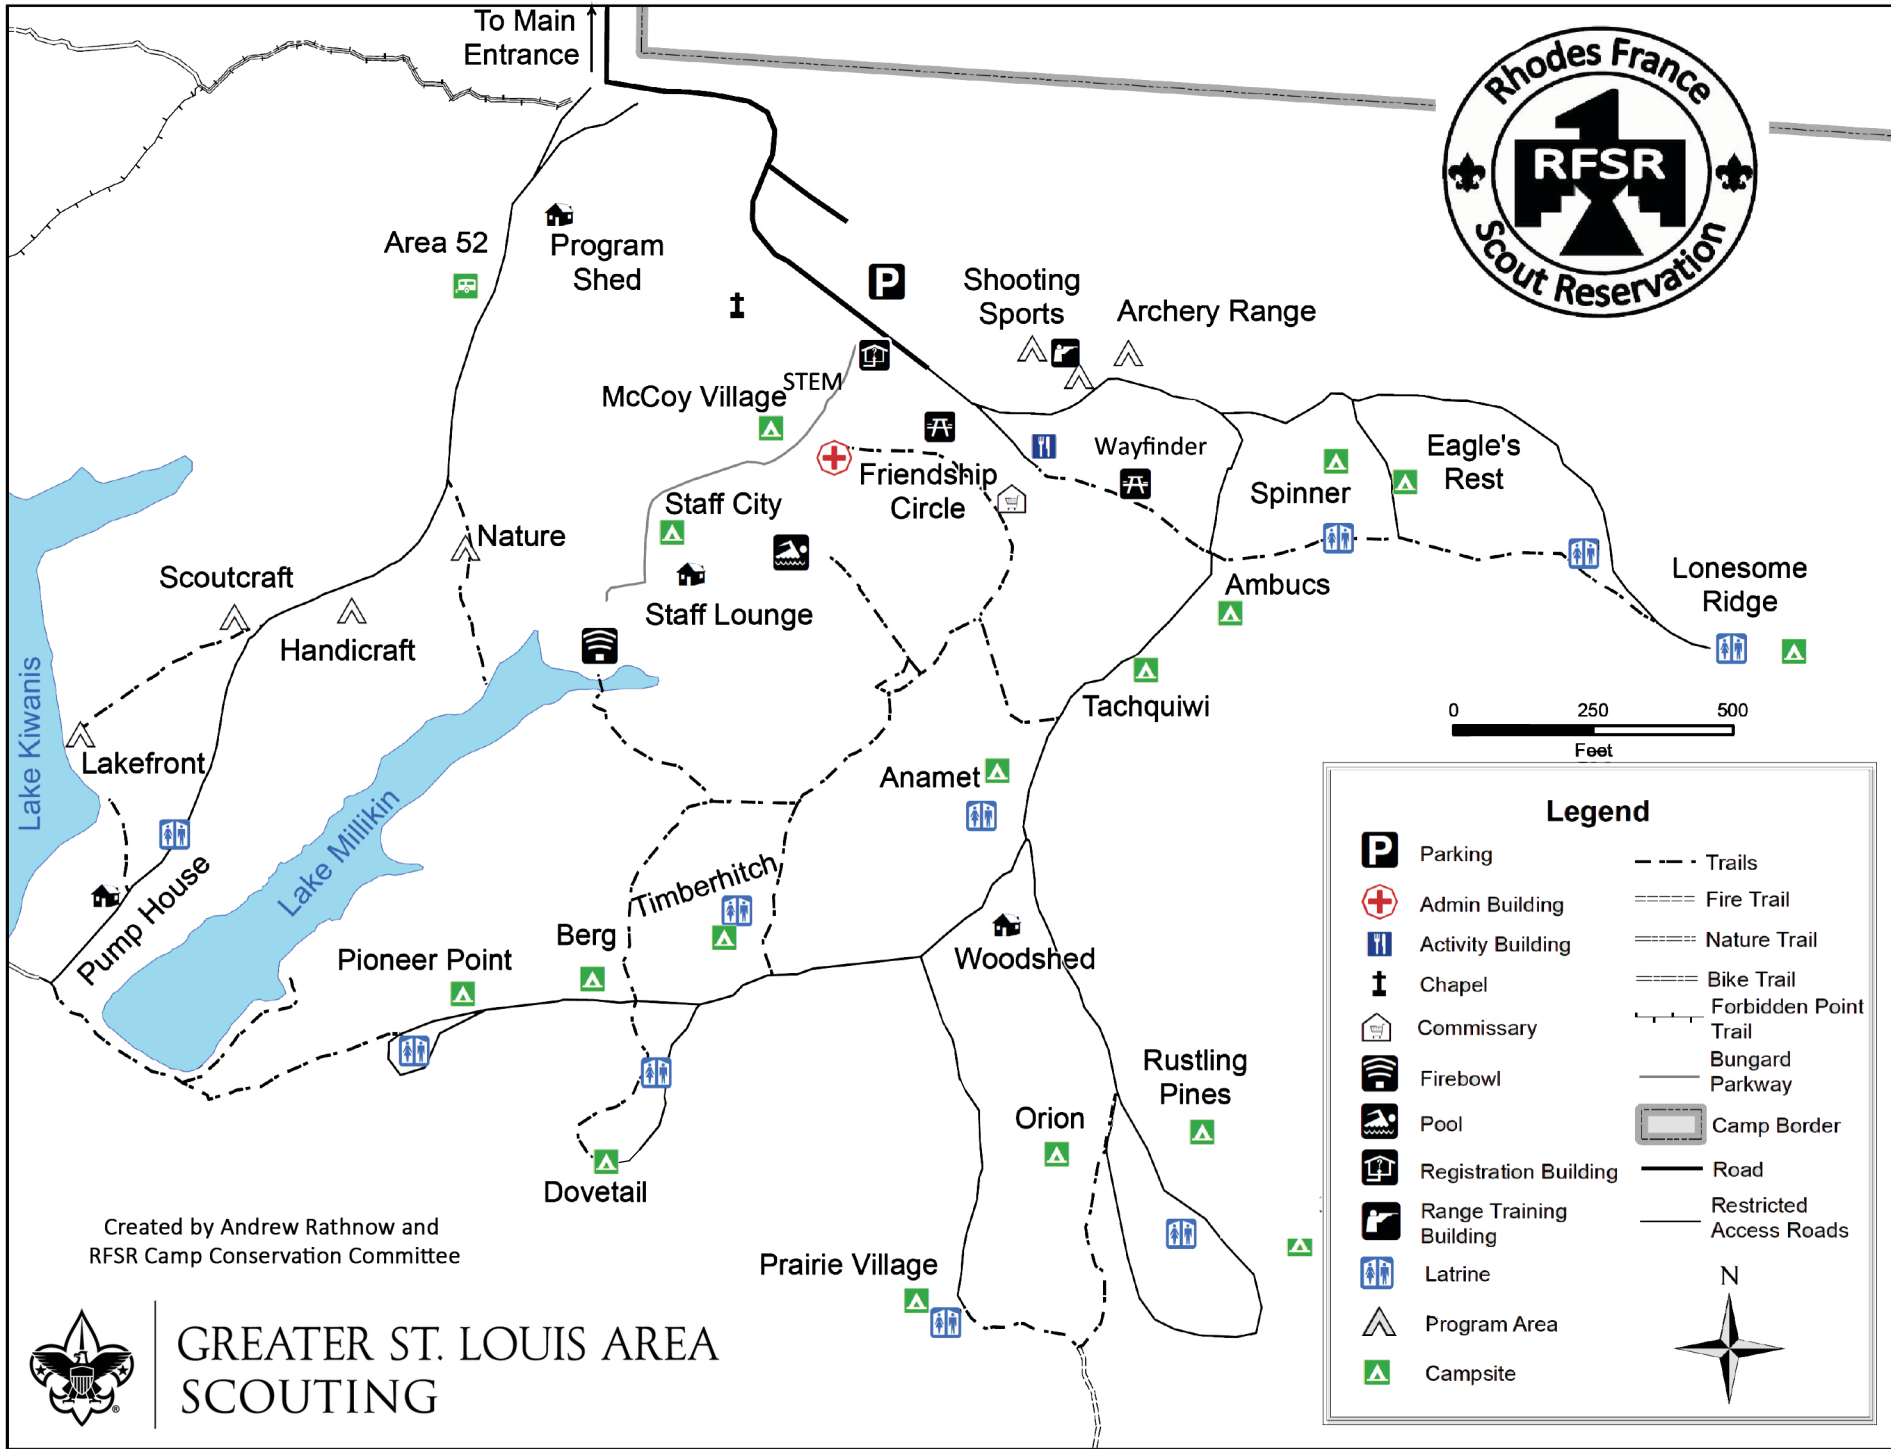 To Main
Entrance
Rhodes France
RFSR
Scout Reservation
Area 52
Program
Shed
P
Shooting
Sports
Archery Range
STEM
McCoy Village
Wayfinder
Eagle's
Rest
Friendship
Circle
Spinner
Staff City
Nature
Scoutcraft
Staff Lounge
Ambucs
Lonesome
Ridge
Handicraft
Tachquiwi
Lake Kiwanis
Lakefront
0 250 500
Feet
Anamet
Lake Millikin
Timberhitch
Pump House
Berg
Pioneer Point
Woodshed
Rustling
Pines
Orion
Dovetail
Prairie Village
Legend
P Parking
Admin Building
Activity Building
Chapel
Commissary
Firebowl
Pool
Registration Building
Range Training
Building
Latrine
Program Area
Campsite
Trails
Fire Trail
Nature Trail
Bike Trail
Forbidden Point
Trail
Bungard
Parkway
Camp Border
Road
Restricted
Access Roads
N
Created by Andrew Rathnow and
RFSR Camp Conservation Committee
GREATER ST. LOUIS AREA
SCOUTING
®